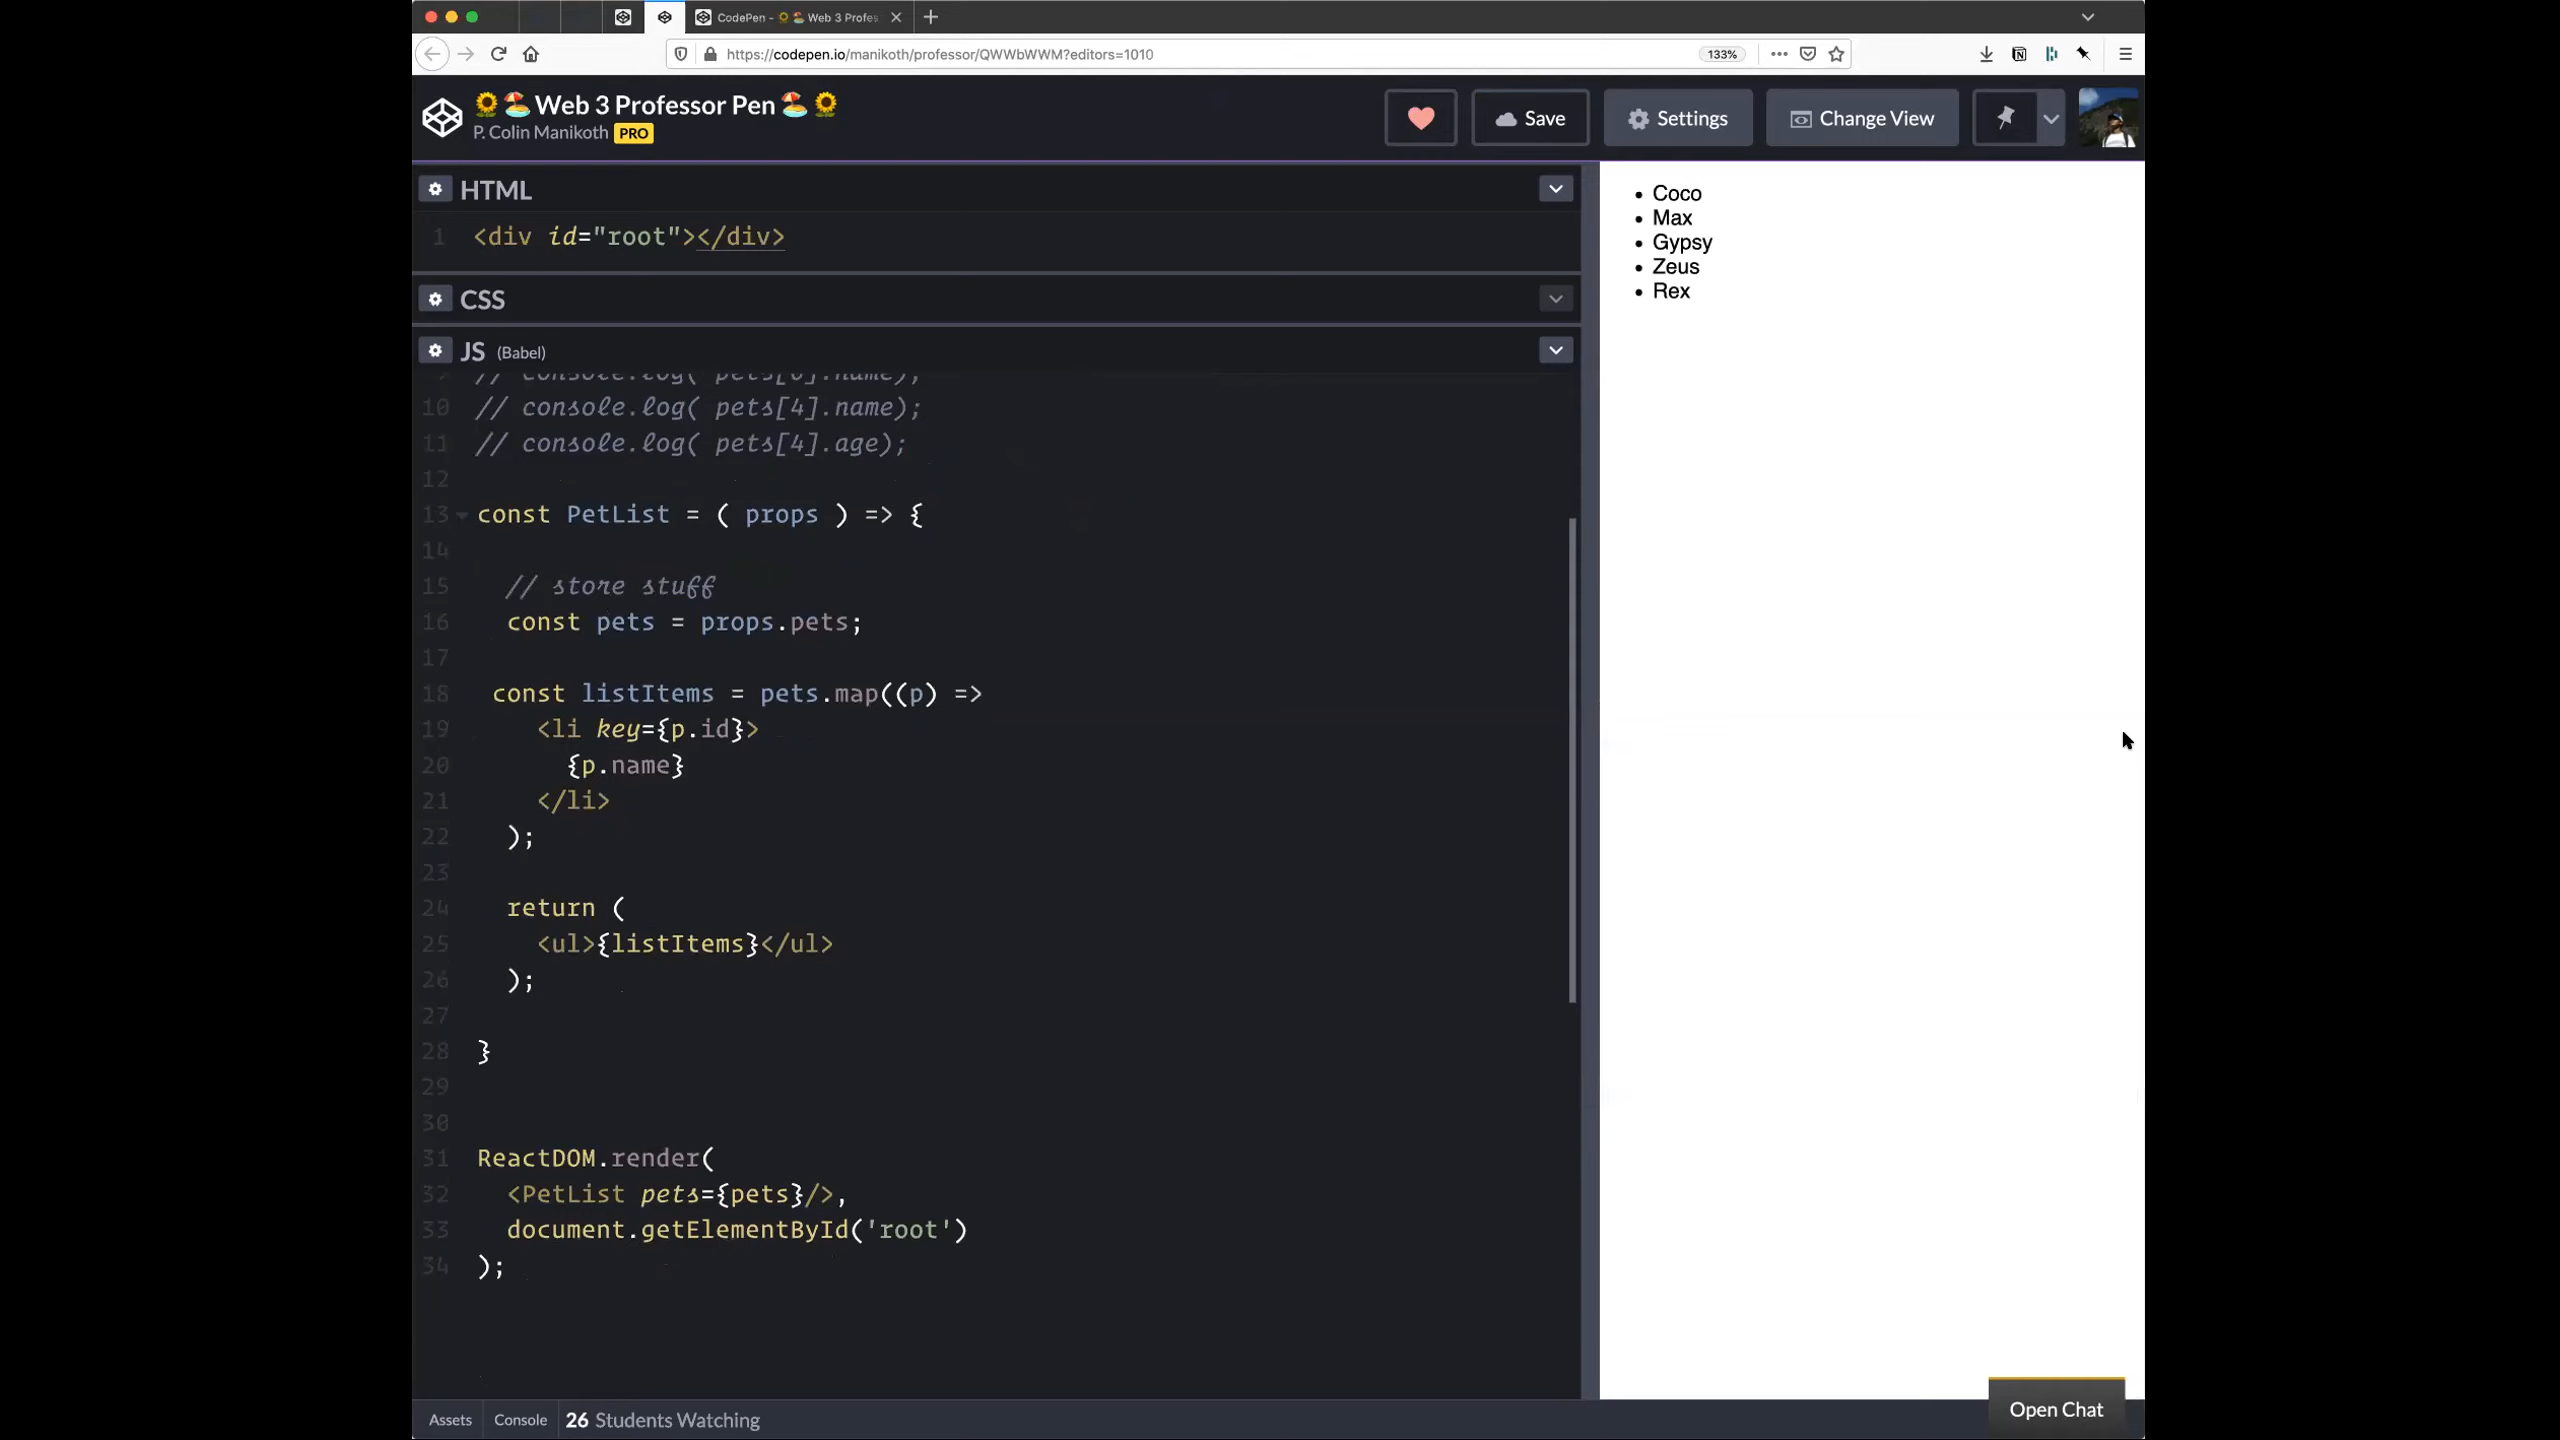 CodePen - 🌻🏖️ Web 3 Profes
https://codepen.io/manikoth/professor/QWWbWWM?editors=1010
133%
🌻🏖️Web 3 Professor Pen🏖️🌻
P. Colin Manikoth PRO
Save
Settings
Change View
HTML
1 <div id="root"></div>
CSS
JS (Babel)
10 // console.log( pets[4].name);
11 // console.log( pets[4].age);
12
13 const PetList = ( props ) => {
14
15 // store stuff
16 const pets = props.pets;
17
18 const listItems = pets.map((p) =>
19 <li key={p.id}>
20 {p.name}
21 </li>
22 );
23
24 return (
25 <ul>{listItems}</ul>
26 );
27
28 }
29
30
31 ReactDOM.render(
32 <PetList pets={pets}/>,
33 document.getElementById('root')
34 );
• Coco
• Max
• Gypsy
• Zeus
• Rex
Assets
Console
26 Students Watching
Open Chat